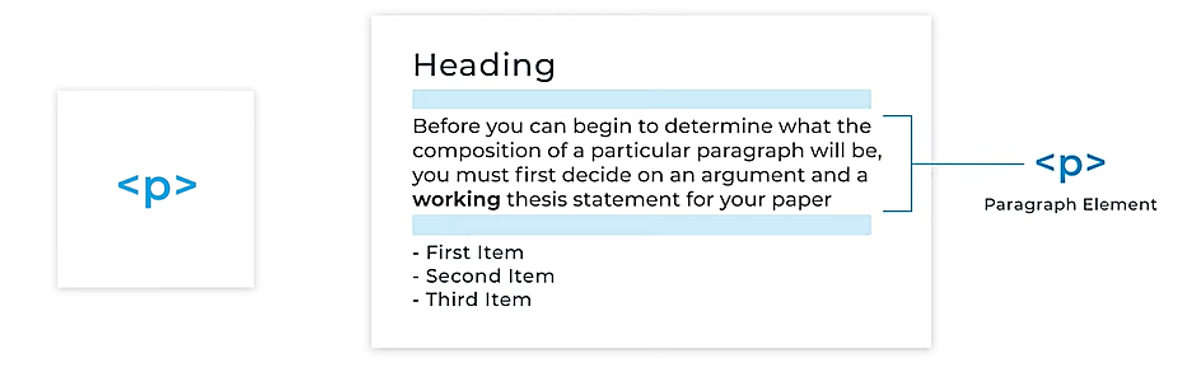 <p>
Heading
Before you can begin to determine what the
composition of a particular paragraph will be,
you must first decide on an argument and a
working thesis statement for your paper
- First Item
- Second Item
- Third Item
<p>
Paragraph Element